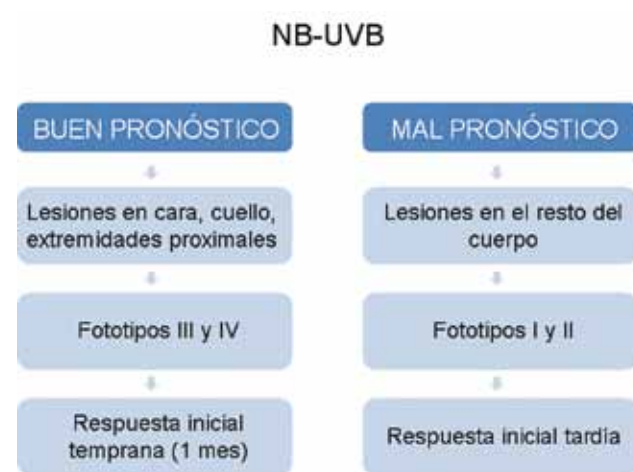 NB-UVB
BUEN PRONÓSTICO
Lesiones en cara, cuello,
extremidades proximales
Fototipos III y IV
Respuesta inicial
temprana (1 mes)
MAL PRONÓSTICO
Lesiones en el resto del
cuerpo
Fototipos I y II
Respuesta inicial tardía